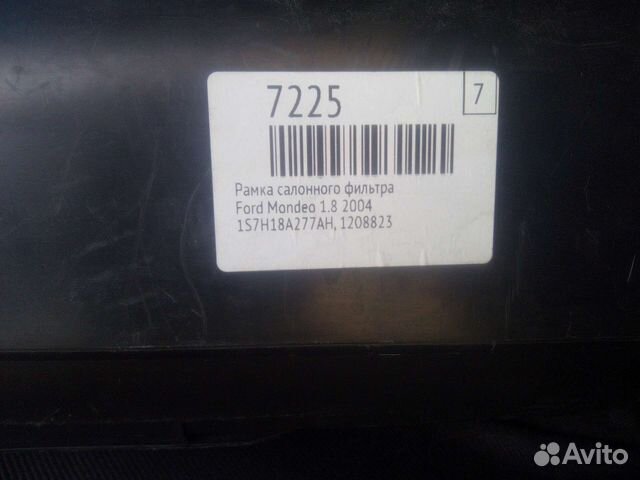 7225
7
Рамка салонного фильтра
Ford Mondeo 1.8 2004
1S7H18A277AH, 1208823
Avito